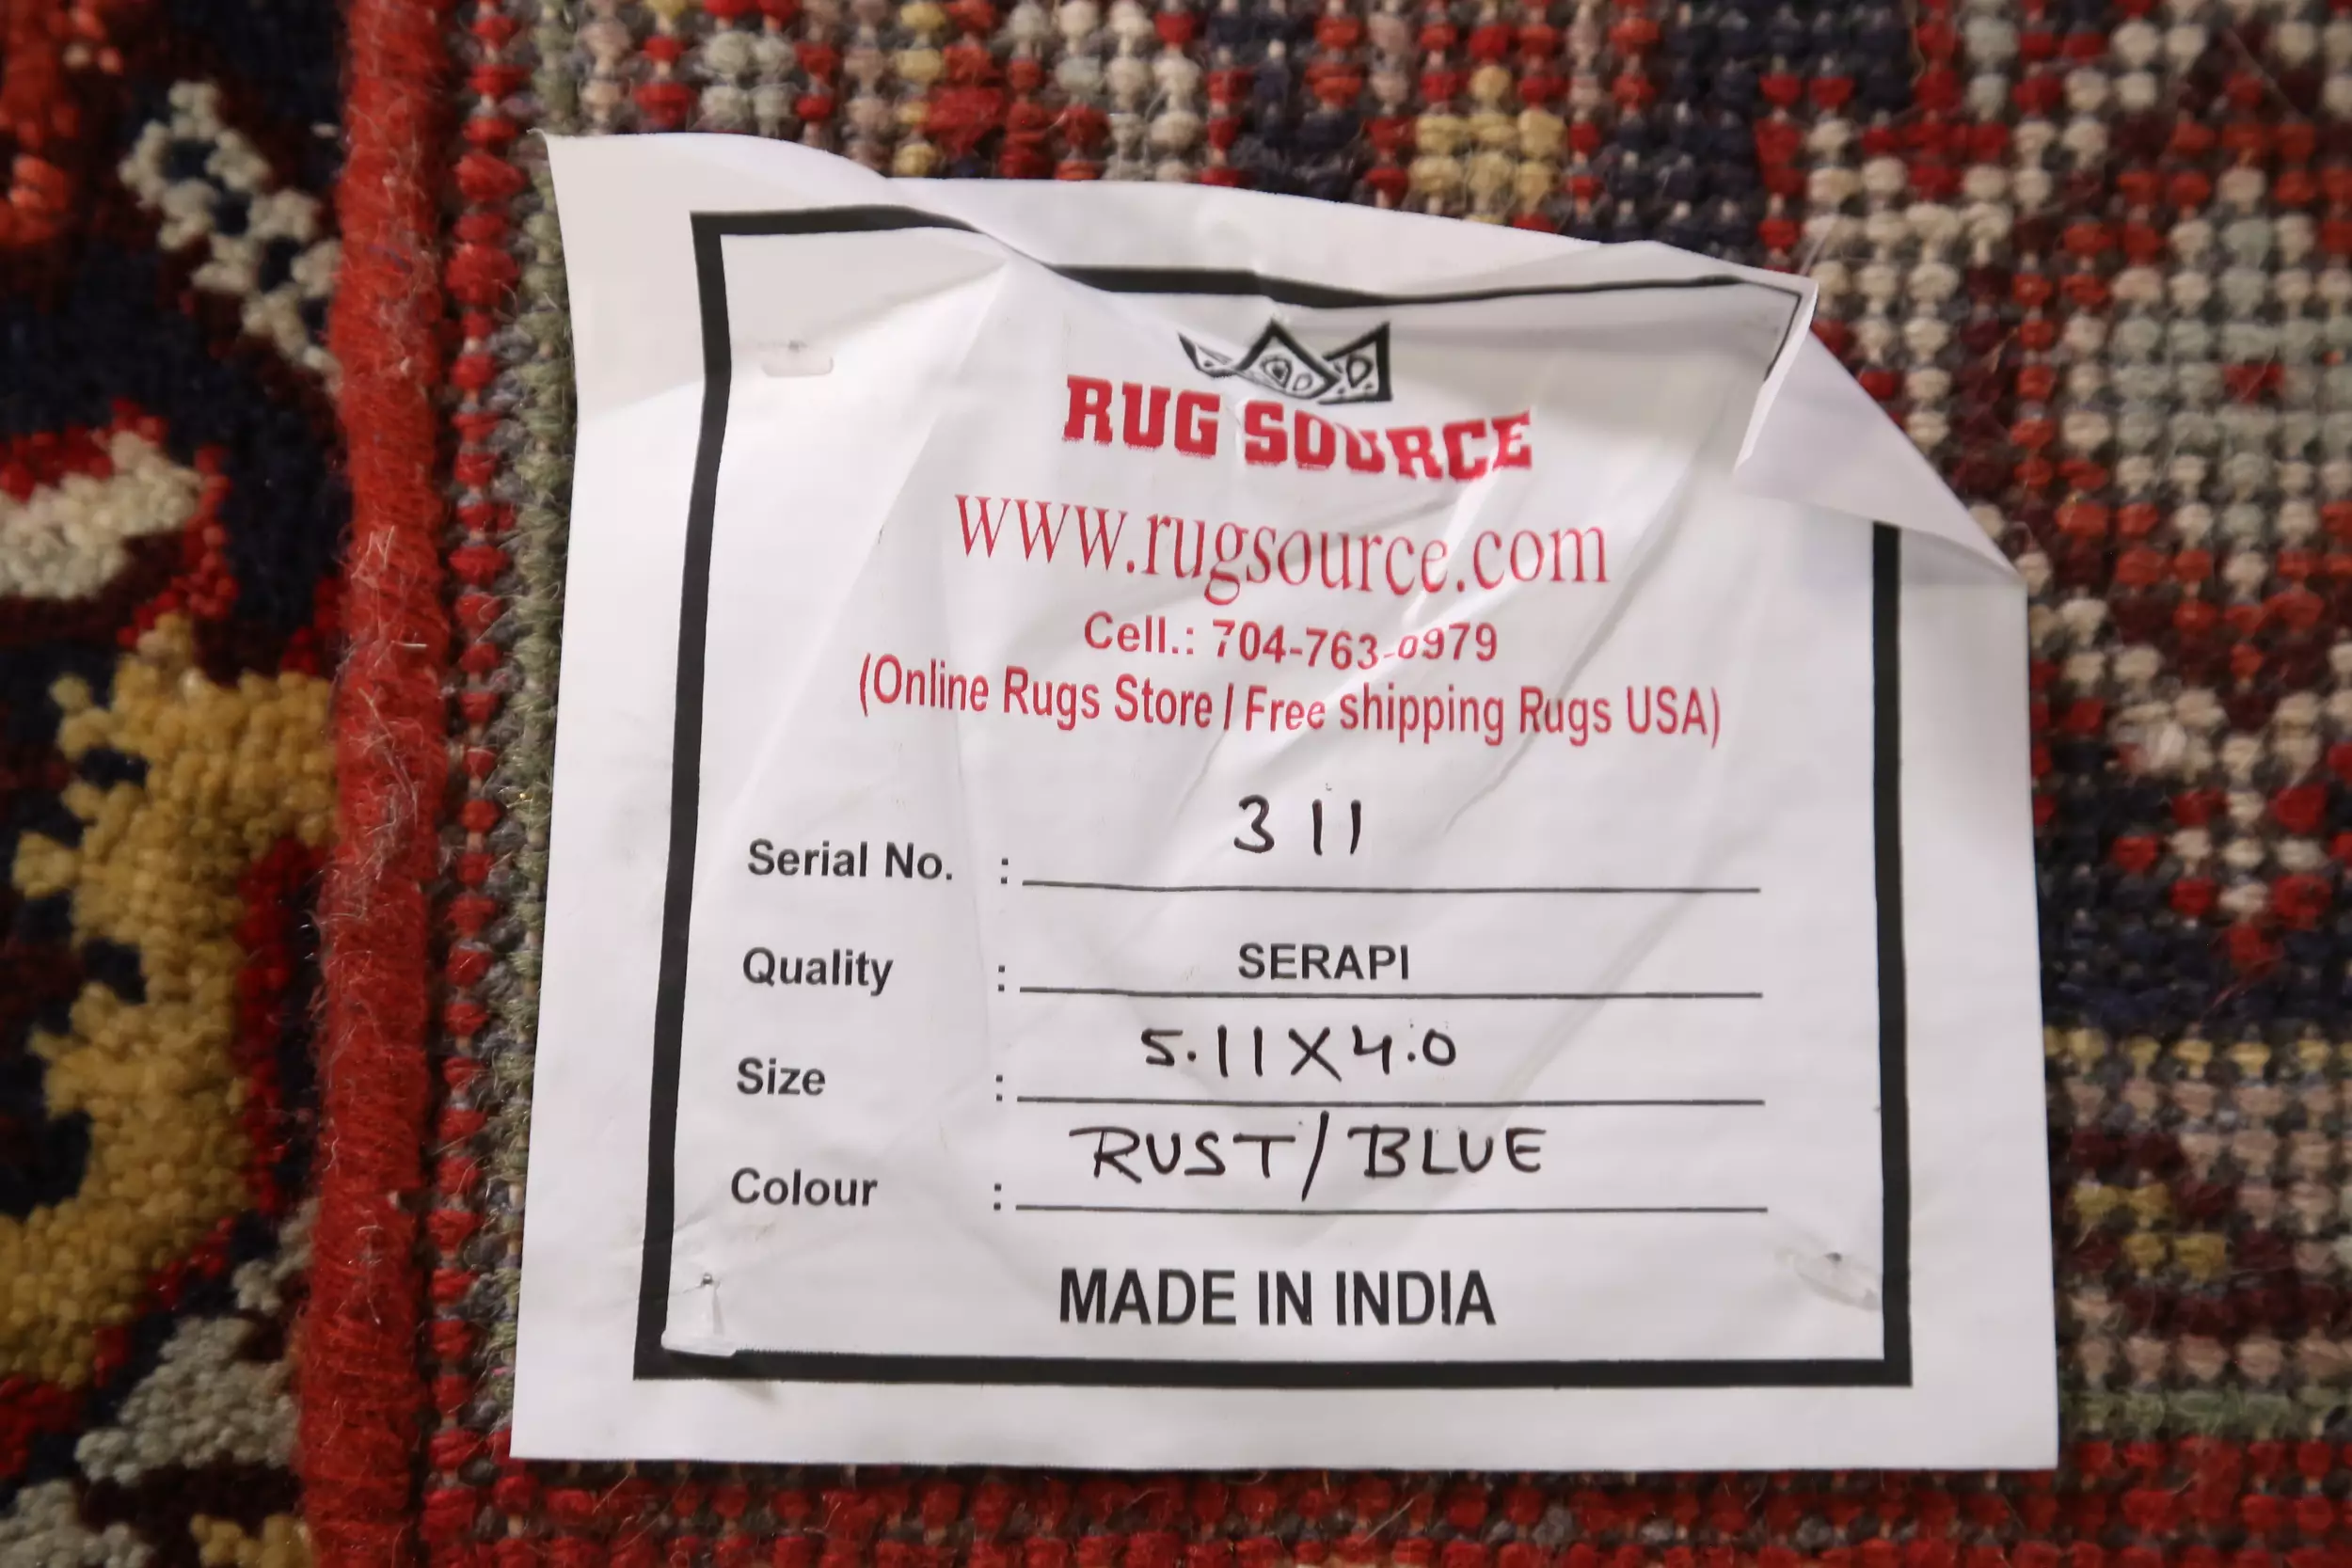 RUG SOURCE
www.rugsource.com
Cell.: 704-763-0979
(Online Rugs Store / Free shipping Rugs USA)
Serial No. : 311
Quality : SERAPI
Size : 5.11X4.0
Colour : RUST/BLUE
MADE IN INDIA